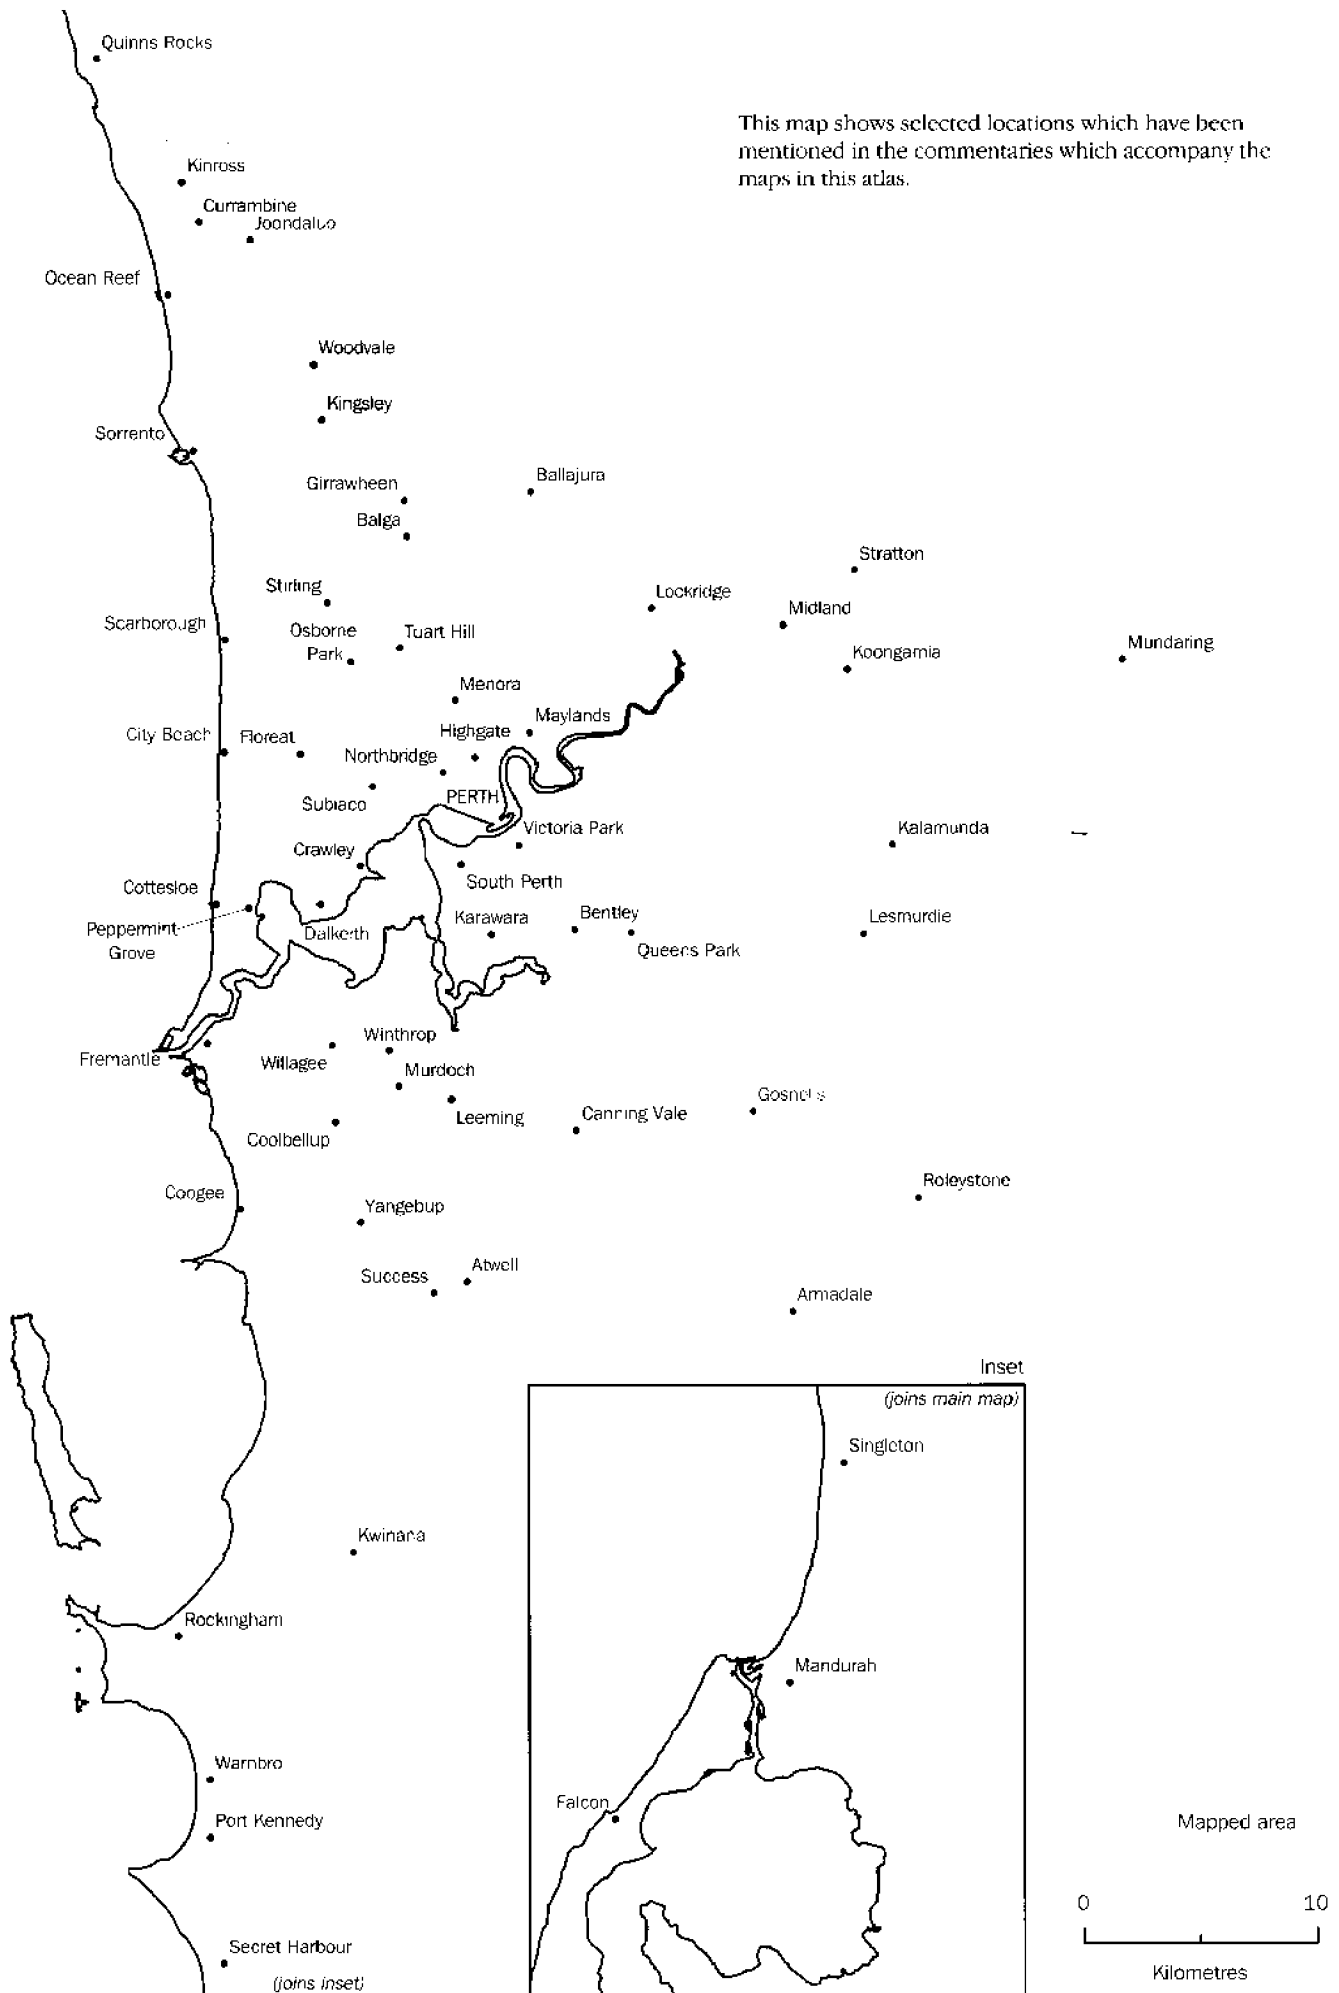 Quinns Rocks
This map shows selected locations which have been
mentioned in the commentaries which accompany the
maps in this atlas.
Kinross
Currambine
Joondalup
Ocean Reef
Woodvale
Kingsley
Sorrento
Ballajura
Girrawheen
Balga
Stratton
Stirling
Lockridge
Midland
Scarborough
Osborne
Park
Tuart Hill
Mundaring
Koongamia
Menora
Maylands
Highgate
City Beach
Floreat
Northbridge
PERTH
Subiaco
Victoria Park
Kalamunda
Crawley
South Perth
Cottesloe
Peppermint
Grove
Dalkeith
Karawara
Bentley
Lesmurdie
Queens Park
Winthrop
Fremantle
Willagee
Murdoch
Gosnells
Leeming
Canning Vale
Coolbellup
Roleystone
Coogee
Yangebup
Atwell
Success
Armadale
Inset
(joins main map)
Singleton
Kwinana
Rockingham
Mandurah
Warnbro
Falcon
Port Kennedy
Mapped area
0 10
Kilometres
Secret Harbour
(joins inset)